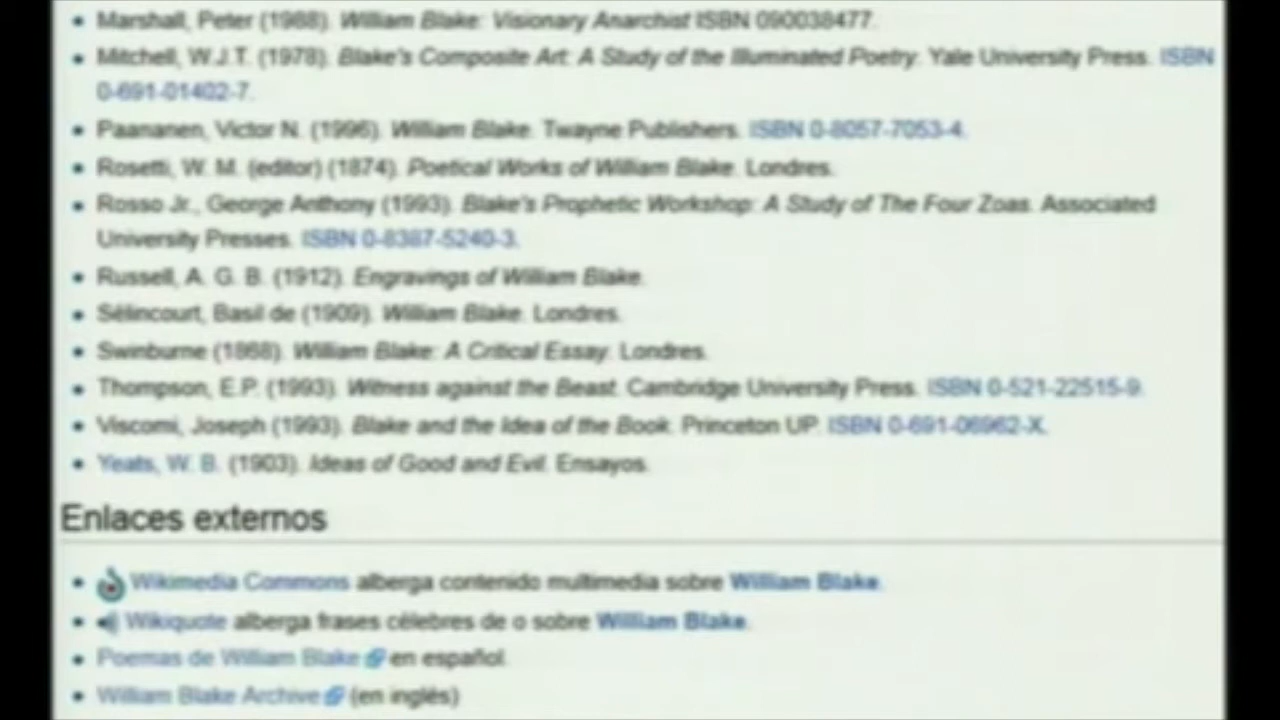 Marshall, Peter (1988). William Blake: Visionary Anarchist ISBN 090038477.
Mitchell, W.J.T. (1978). Blake's Composite Art: A Study of the Illuminated Poetry. Yale University Press. ISBN
0-691-01402-7.
Paananen, Victor N. (1996). William Blake. Twayne Publishers. ISBN 0-8057-7053-4.
Rosetti, W. M. (editor) (1874). Poetical Works of William Blake. Londres.
Rosso Jr., George Anthony (1993). Blake's Prophetic Workshop: A Study of The Four Zoas. Associated
University Presses. ISBN 0-8387-5240-3.
Russell, A. G. B. (1912). Engravings of William Blake.
Sélincourt, Basil de (1909). William Blake. Londres.
Swinburne (1868). William Blake: A Critical Essay. Londres.
Thompson, E.P. (1993). Witness against the Beast. Cambridge University Press. ISBN 0-521-22515-9.
Viscomi, Joseph (1993). Blake and the Idea of the Book. Princeton UP. ISBN 0-691-06962-X.
Yeats, W. B. (1903). Ideas of Good and Evil. Ensayos.
Enlaces externos
Wikimedia Commons alberga contenido multimedia sobre William Blake.
Wikiquote alberga frases célebres de o sobre William Blake.
Poemas de William Blake en español.
William Blake Archive (en inglés)